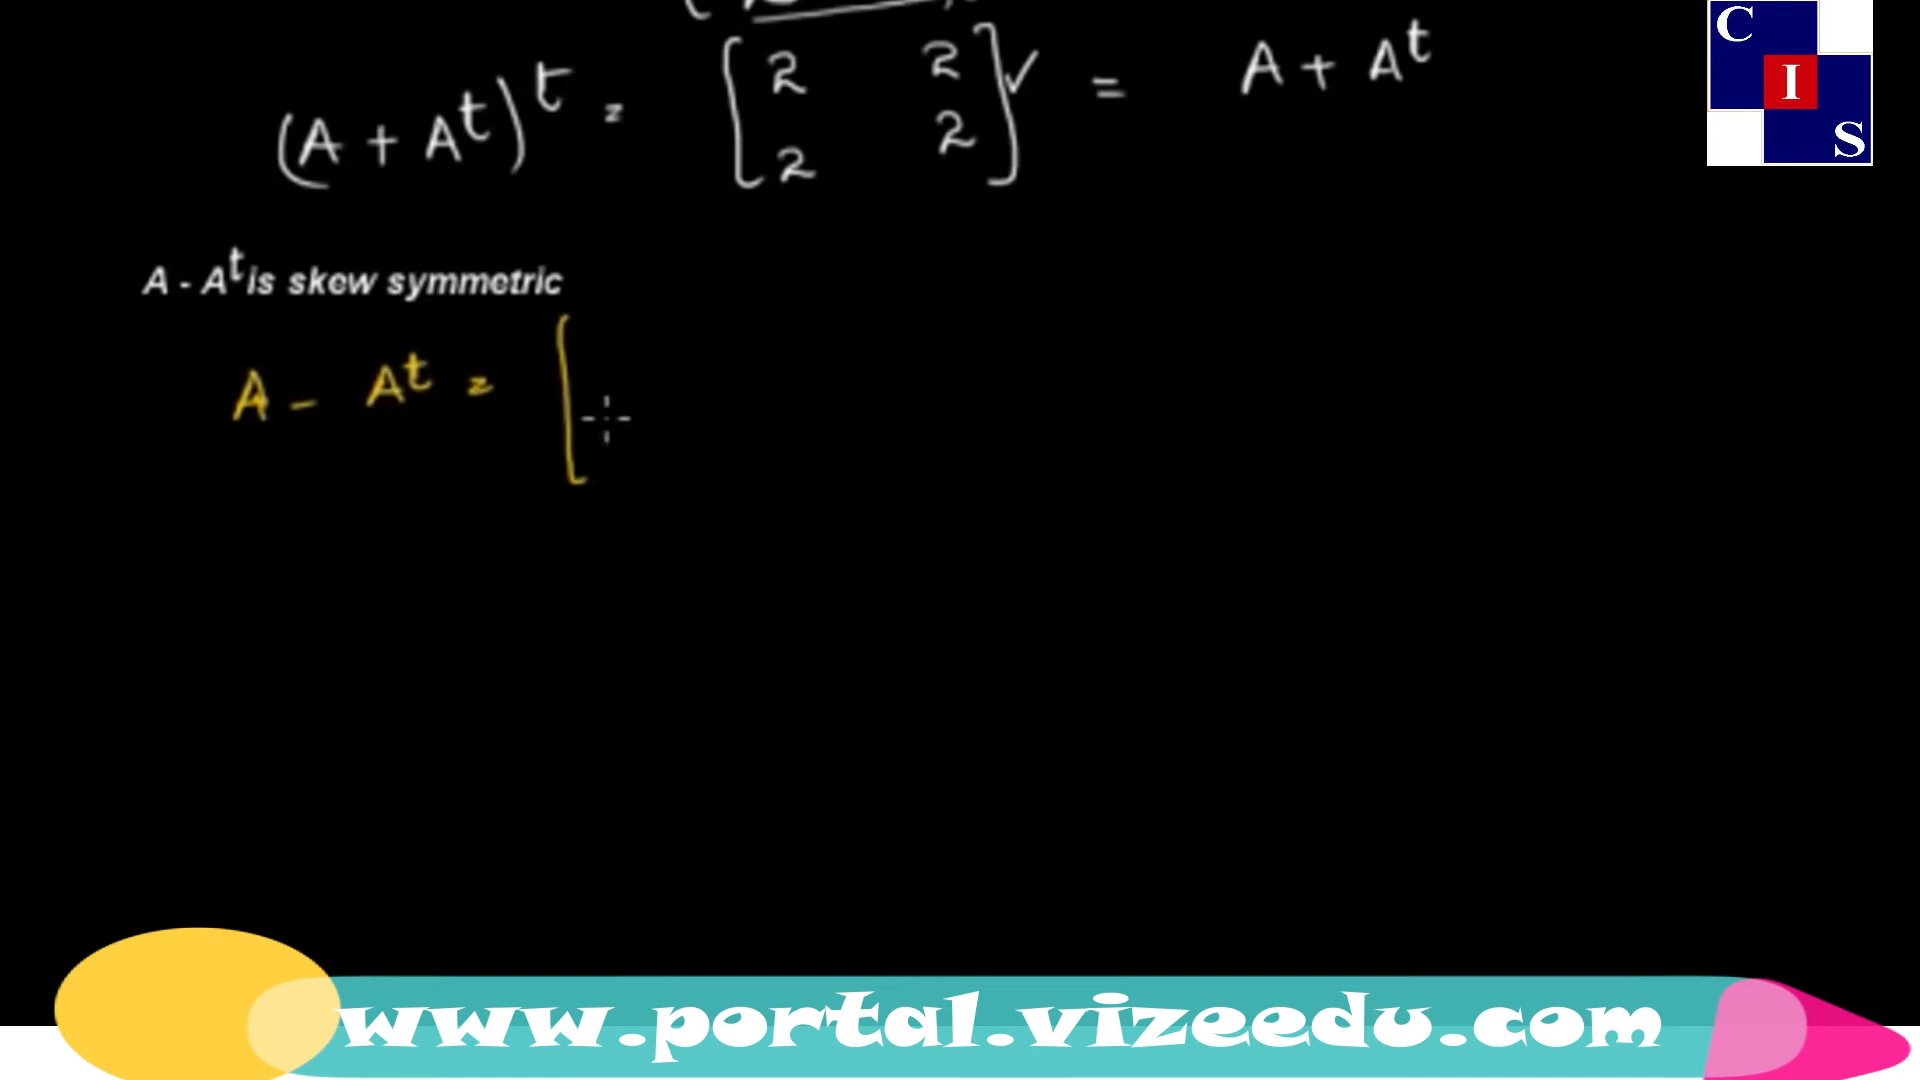 (A + Aᵗ)ᵗ = [2 2 2 2] ✓ = A + Aᵗ
A - Aᵗ is skew symmetric
A - Aᵗ = [
C
I
S
www.portal.vizeedu.com